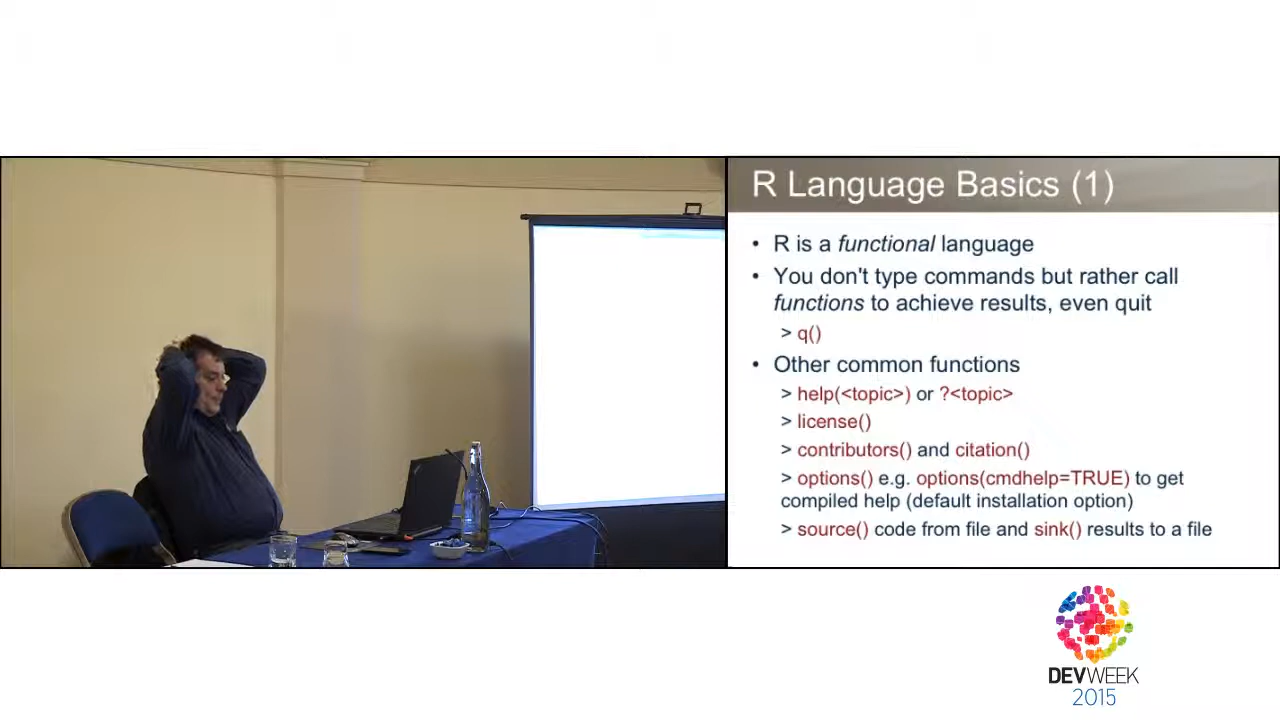 R Language Basics (1)
• R is a functional language
• You don't type commands but rather call
functions to achieve results, even quit
> q()
• Other common functions
> help(<topic>) or ?<topic>
> license()
> contributors() and citation()
> options() e.g. options(cmdhelp=TRUE) to get
compiled help (default installation option)
> source() code from file and sink() results to a file
DEVWEEK
2015